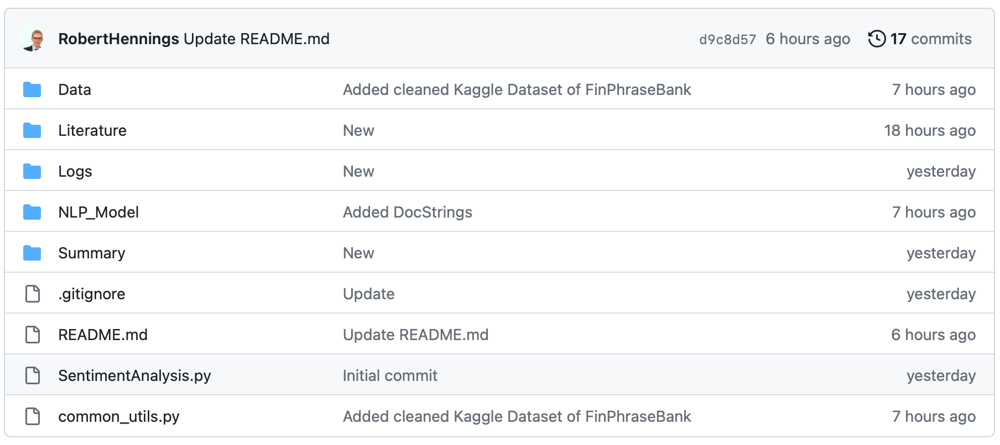 RobertHennings Update README.md d9c8d57 6 hours ago 17 commits
Data Added cleaned Kaggle Dataset of FinPhraseBank 7 hours ago
Literature New 18 hours ago
Logs New yesterday
NLP_Model Added DocStrings 7 hours ago
Summary New yesterday
.gitignore Update yesterday
README.md Update README.md 6 hours ago
SentimentAnalysis.py Initial commit yesterday
common_utils.py Added cleaned Kaggle Dataset of FinPhraseBank 7 hours ago